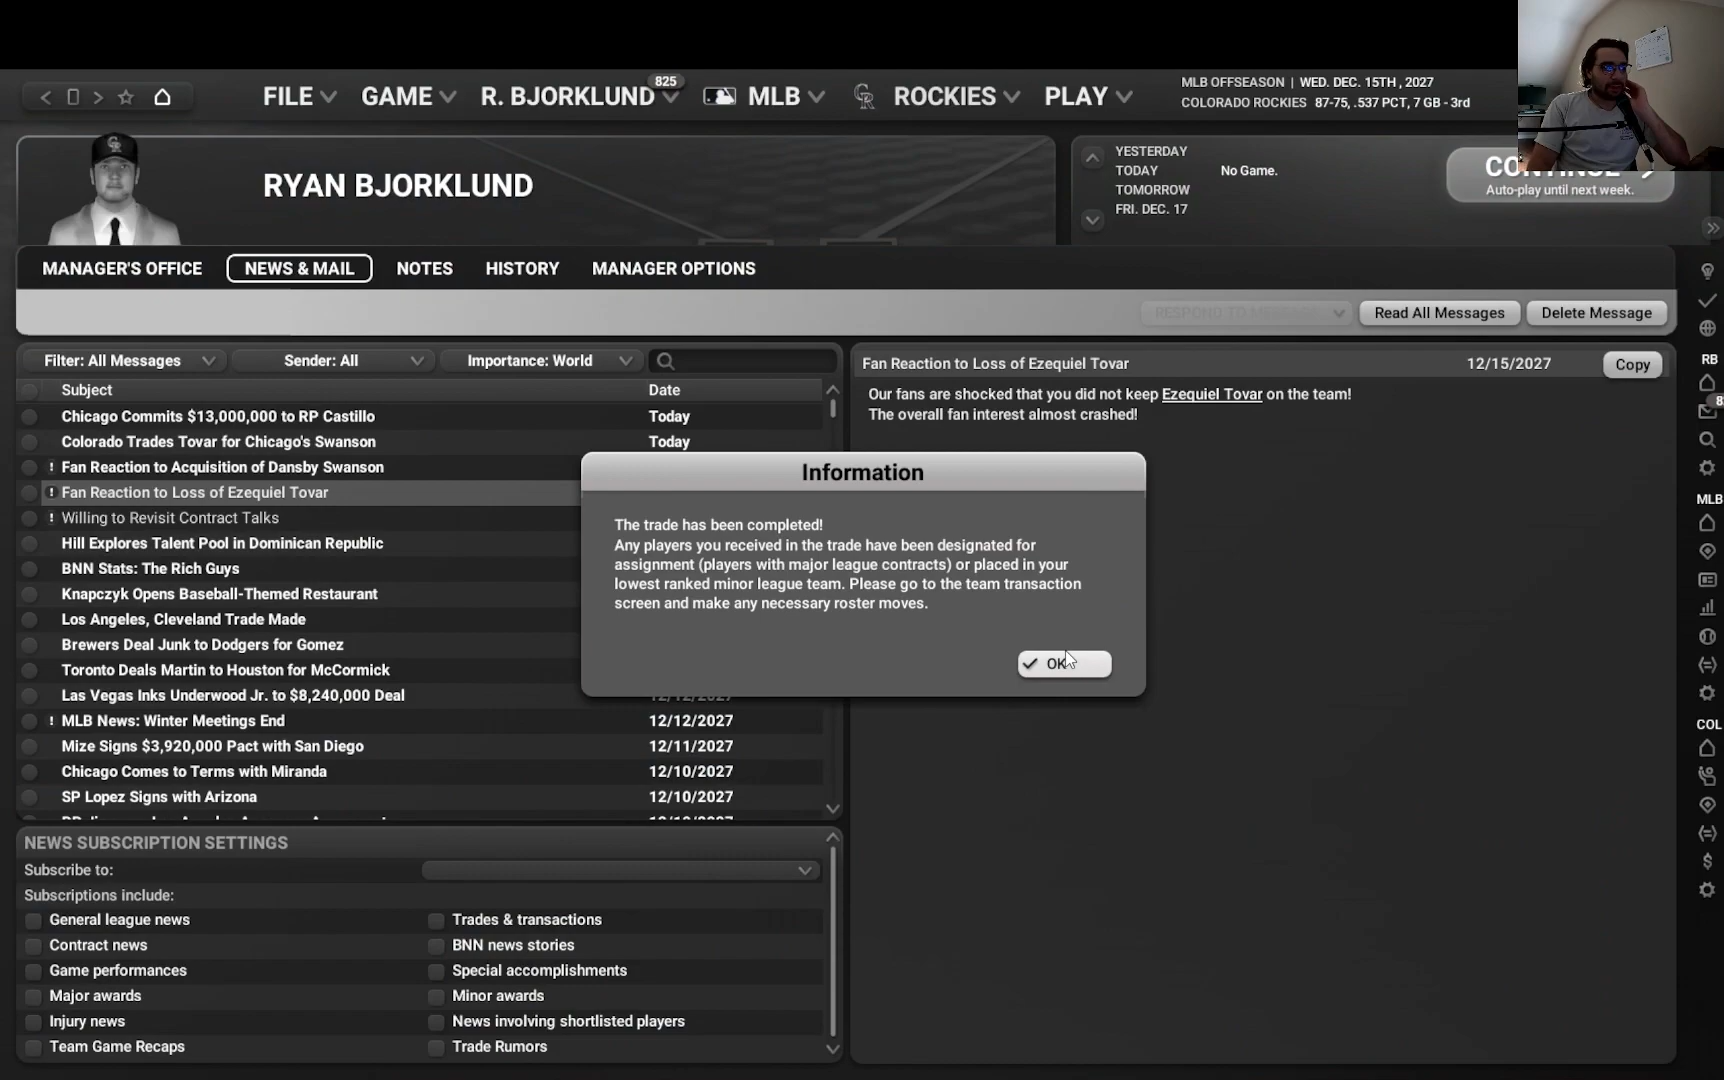 825
FILE GAME R. BJORKLUND MLB ROCKIES PLAY
MLB OFFSEASON | WED. DEC. 15TH , 2027
COLORADO ROCKIES 87-75, .537 PCT, 7 GB - 3rd
RYAN BJORKLUND
YESTERDAY
TODAY No Game.
TOMORROW
FRI. DEC. 17
Auto-play until next week.
MANAGER'S OFFICE NEWS & MAIL NOTES HISTORY MANAGER OPTIONS
RESPOND TO MESSAGE Read All Messages Delete Message
Filter: All Messages Sender: All Importance: World
Subject Date
Chicago Commits $13,000,000 to RP Castillo Today
Colorado Trades Tovar for Chicago's Swanson Today
! Fan Reaction to Acquisition of Dansby Swanson
! Fan Reaction to Loss of Ezequiel Tovar
! Willing to Revisit Contract Talks
Hill Explores Talent Pool in Dominican Republic
BNN Stats: The Rich Guys
Knapczyk Opens Baseball-Themed Restaurant
Los Angeles, Cleveland Trade Made
Brewers Deal Junk to Dodgers for Gomez
Toronto Deals Martin to Houston for McCormick
Las Vegas Inks Underwood Jr. to $8,240,000 Deal 12/12/2027
! MLB News: Winter Meetings End 12/12/2027
Mize Signs $3,920,000 Pact with San Diego 12/11/2027
Chicago Comes to Terms with Miranda 12/10/2027
SP Lopez Signs with Arizona 12/10/2027
Fan Reaction to Loss of Ezequiel Tovar 12/15/2027 Copy
Our fans are shocked that you did not keep Ezequiel Tovar on the team!
The overall fan interest almost crashed!
Information
The trade has been completed!
Any players you received in the trade have been designated for
assignment (players with major league contracts) or placed in your
lowest ranked minor league team. Please go to the team transaction
screen and make any necessary roster moves.
OK
NEWS SUBSCRIPTION SETTINGS
Subscribe to:
Subscriptions include:
General league news Trades & transactions
Contract news BNN news stories
Game performances Special accomplishments
Major awards Minor awards
Injury news News involving shortlisted players
Team Game Recaps Trade Rumors
RB
8
MLB
COL